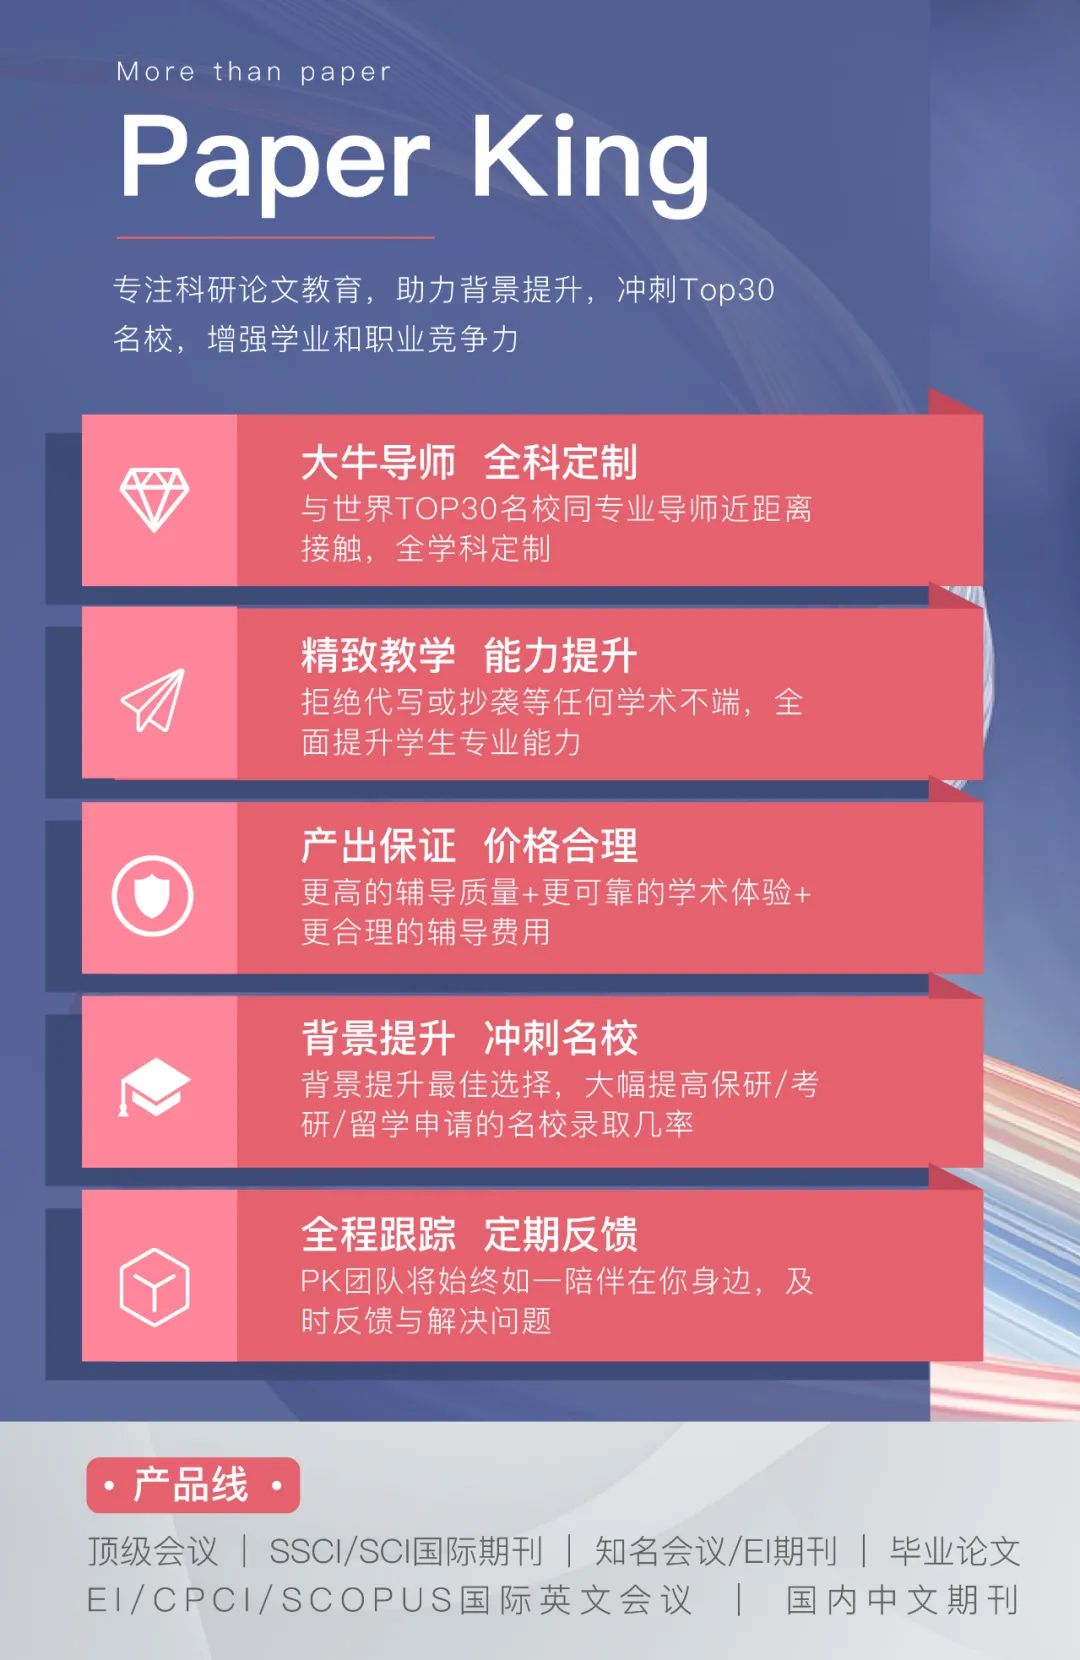 More than paper
Paper King
专注科研论文教育，助力背景提升，冲刺Top30
名校，增强学业和职业竞争力
大牛导师 全科定制
与世界TOP30名校同专业导师近距离
接触，全学科定制
精致教学 能力提升
拒绝代写或抄袭等任何学术不端，全
面提升学生专业能力
产出保证 价格合理
更高的辅导质量+更可靠的学术体验+
更合理的辅导费用
背景提升 冲刺名校
背景提升最佳选择，大幅提高保研/考
研/留学申请的名校录取几率
全程跟踪 定期反馈
PK团队将始终如一陪伴在你身边，及
时反馈与解决问题
· 产品线 ·
顶级会议 | SSCI/SCI国际期刊 | 知名会议/EI期刊 | 毕业论文
EI/CPCI/SCOPUS国际英文会议 | 国内中文期刊